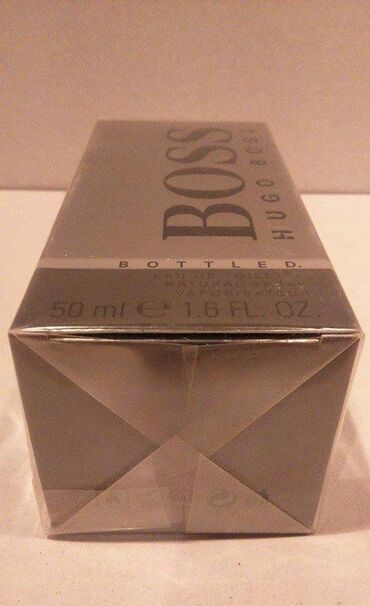 BOSS
HUGO BOSS
BOTTLED.
EAU DE TOILETTE
NATURAL SPRAY
VAPORISATEUR
50 ml ℮ 1.6 FL. OZ.